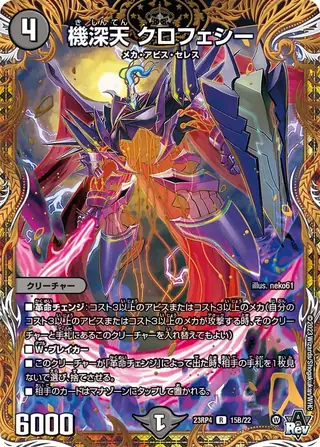 4
きしんてん
機深天 クロフェシー
メカ・アビス・セレス
illus. neko61
クリーチャー
■革命チェンジ:コスト3以上のアビスまたはコスト3以上のメカ(自分の
コスト3以上のアビスまたはコスト3以上のメカが攻撃する時、そのクリー
チャーと手札にあるこのクリーチャーを入れ替えてもよい)
■W・ブレイカー
■このクリーチャーが「革命チェンジ」によって出た時、相手の手札を1枚見
ないで選び、捨てさせる。
■相手のカードはマナゾーンにタップして置かれる。
6000
1
23RP4 R 15B/22
W
Rev